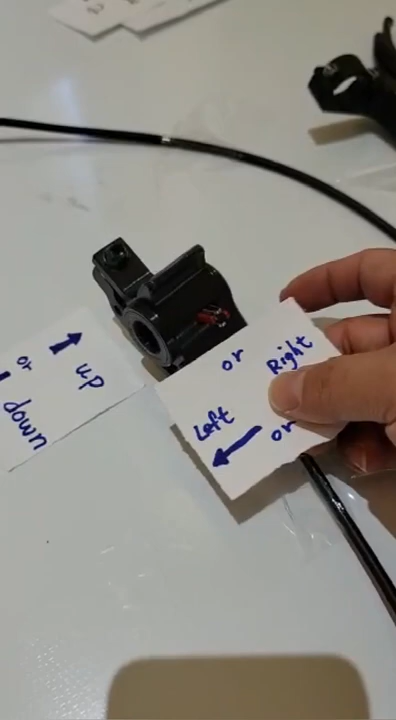 or
↑ up
down
or
Right
Left
←
or